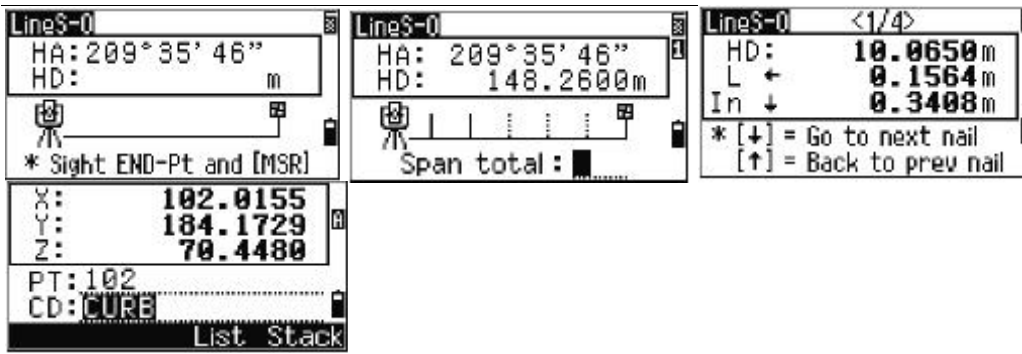 LineS-O
HA:209°35'46"
HD: m
* Sight END-Pt and [MSR]
LineS-O
1
HA: 209°35'46"
HD: 148.2600m
Span total:
LineS-O <1/4>
HD: 10.0650m
L ← 0.1564m
In ↓ 0.3408m
* [↓] = Go to next nail
[↑] = Back to prev nail
X: 102.0155
Y: 184.1729
A
Z: 70.4480
PT:102
CD:CURB
List Stack